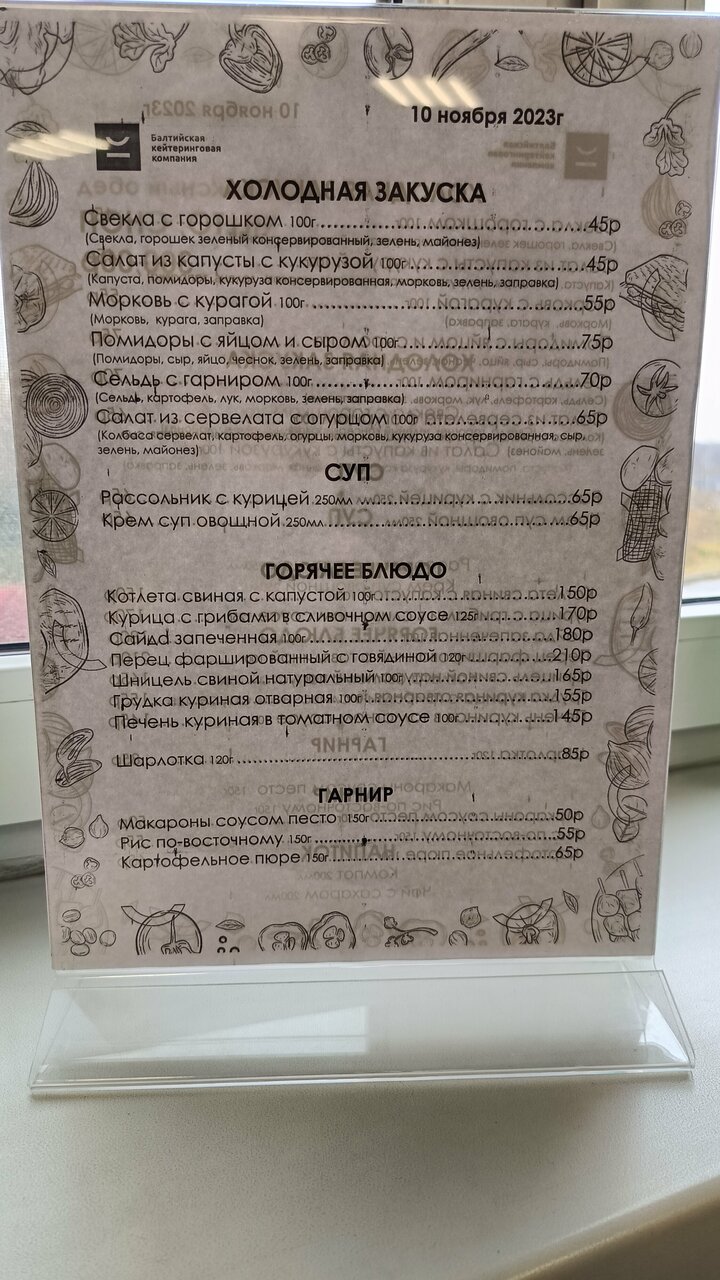 10 ноября 2023г
Балтийская
кейтеринговая
компания
ХОЛОДНАЯ ЗАКУСКА
Свекла с горошком 100г..........45р
(Свекла, горошек зеленый консервированный, зелень, майонез)
Салат из капусты с кукурузой 100г..........45р
(Капуста, помидоры, кукуруза консервированная, морковь, зелень, заправка)
Морковь с курагой 100г..........55р
(Морковь, курага, заправка)
Помидоры с яйцом и сыром 100г..........75р
(Помидоры, сыр, яйцо, чеснок, зелень, заправка)
Сельдь с гарниром 100г..........70р
(Сельдь, картофель, лук, морковь, зелень, заправка)
Салат из сервелата с огурцом 100г..........65р
(Колбаса сервелат, картофель, огурцы, морковь, кукуруза консервированная, сыр,
зелень, майонез)
СУП
Рассольник с курицей 250мл..........65р
Крем суп овощной 250мл..........65р
ГОРЯЧЕЕ БЛЮДО
Котлета свиная с капустой 100г..........150р
Курица с грибами в сливочном соусе 125г..........170р
Сайдd запеченная 100г..........180р
Перец фаршированный с говядиной 120г..........210р
Шницель свиной натуральный 100г..........165р
Грудка куриная отварная 100г..........155р
Печень куриная в томатном соусе 100г..........145р
Шарлотка 120г..........85р
ГАРНИР
Макароны соусом песто 150г..........50р
Рис по-восточному 150г..........55р
Картофельное пюре 150г..........65р